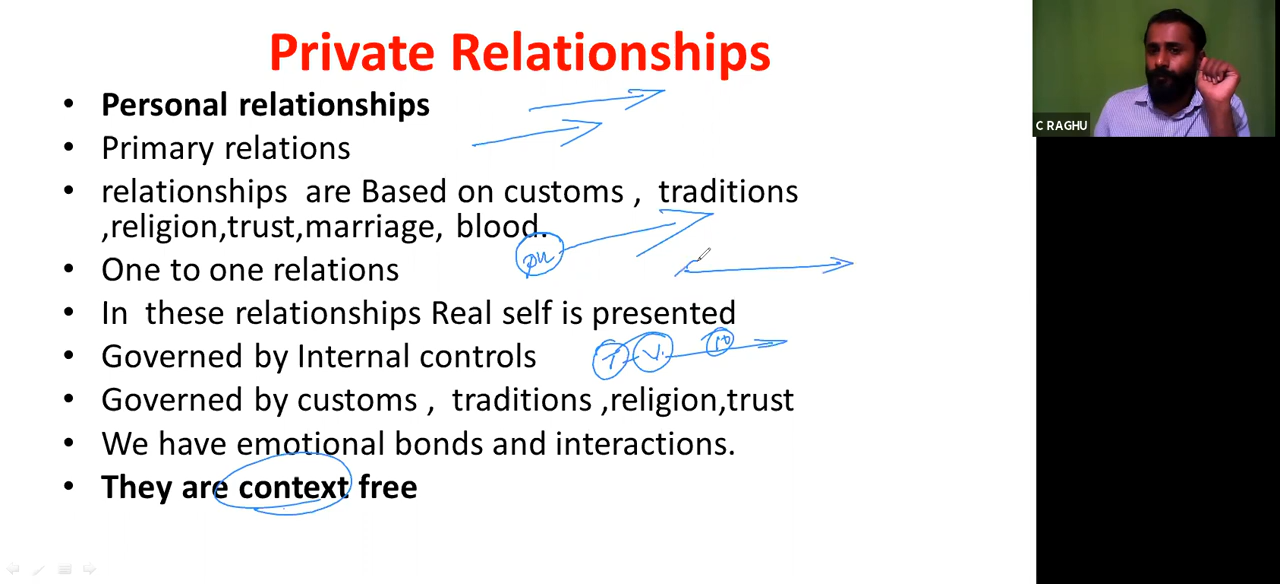 Private Relationships
• Personal relationships
• Primary relations
• relationships are Based on customs , traditions
,religion,trust,marriage, blood.
• One to one relations
• In these relationships Real self is presented
• Governed by Internal controls
• Governed by customs , traditions ,religion,trust
• We have emotional bonds and interactions.
• They are context free
C RAGHU